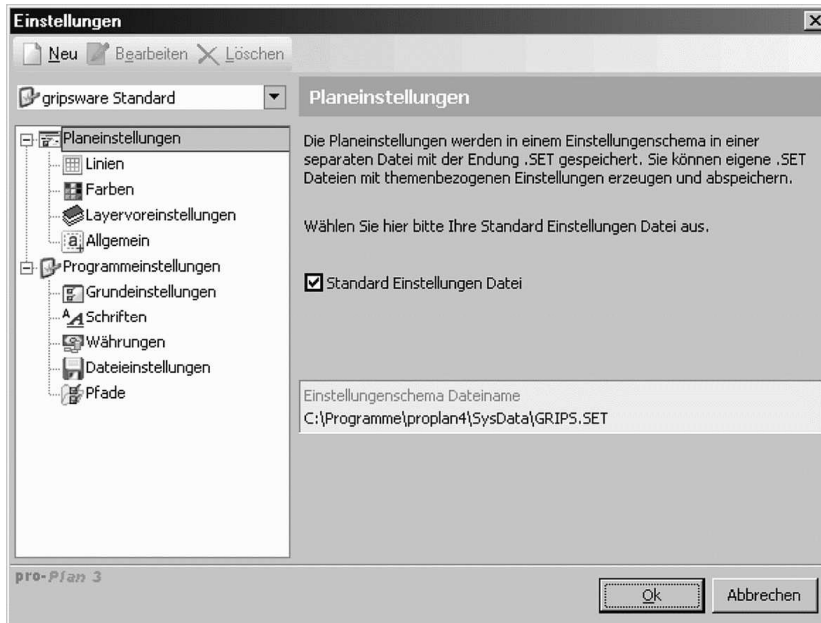 Einstellungen
Neu Bearbeiten Löschen
gripsware Standard
Planeinstellungen
Linien
Farben
Layervoreinstellungen
Allgemein
Programmeinstellungen
Grundeinstellungen
Schriften
Währungen
Dateieinstellungen
Pfade
Planeinstellungen
Die Planeinstellungen werden in einem Einstellungenschema in einer
separaten Datei mit der Endung .SET gespeichert. Sie können eigene .SET
Dateien mit themenbezogenen Einstellungen erzeugen und abspeichern.
Wählen Sie hier bitte Ihre Standard Einstellungen Datei aus.
Standard Einstellungen Datei
Einstellungenschema Dateiname
C:\Programme\proplan4\SysData\GRIPS.SET
pro-Plan 3
Ok Abbrechen